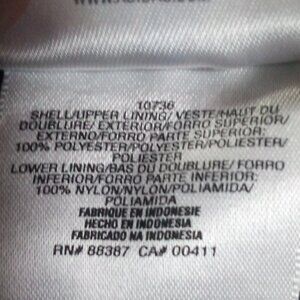 10736
SHELL/UPPER LINING/ VESTE/HAUT DU
DOUBLURE/ EXTERIOR/FORRO SUPERIOR/
EXTERNO/FORRO PARTE SUPERIOR:
100% POLYESTER/POLYESTER/POLIESTER/
POLIESTER
LOWER LINING/BAS DU DOUBLURE/ FORRO
INFERIOR/FORRO PARTE INFERIOR:
100% NYLON/NYLON/POLIAMIDA/
POLIAMIDA
FABRIQUE EN INDONESIE
HECHO EN INDONESIA
FABRICADO NA INDONESIA
RN# 88387 CA# 00411